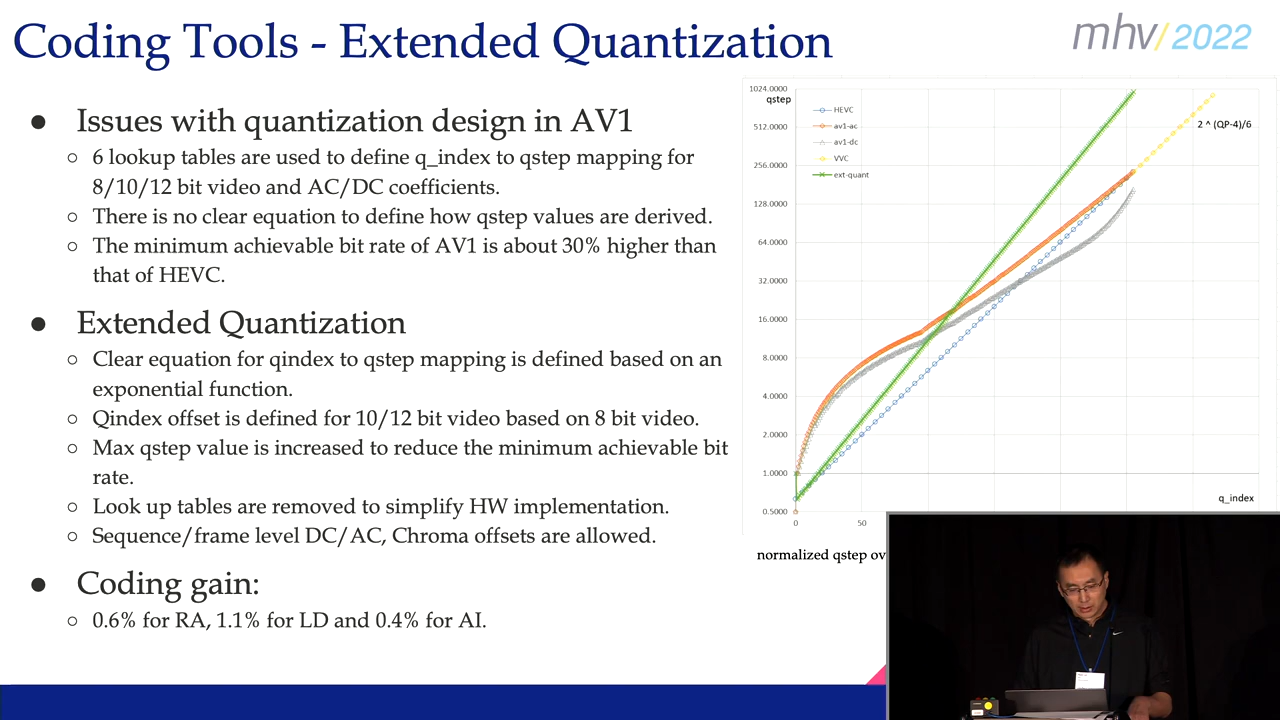 Coding Tools - Extended Quantization
mhv/2022
● Issues with quantization design in AV1
○ 6 lookup tables are used to define q_index to qstep mapping for
8/10/12 bit video and AC/DC coefficients.
○ There is no clear equation to define how qstep values are derived.
○ The minimum achievable bit rate of AV1 is about 30% higher than
that of HEVC.
● Extended Quantization
○ Clear equation for qindex to qstep mapping is defined based on an
exponential function.
○ Qindex offset is defined for 10/12 bit video based on 8 bit video.
○ Max qstep value is increased to reduce the minimum achievable bit
rate.
○ Look up tables are removed to simplify HW implementation.
○ Sequence/frame level DC/AC, Chroma offsets are allowed.
● Coding gain:
○ 0.6% for RA, 1.1% for LD and 0.4% for AI.
1024.0000
qstep
512.0000
256.0000
128.0000
64.0000
32.0000
16.0000
8.0000
4.0000
2.0000
1.0000
0.5000
HEVC
av1-ac
av1-dc
VVC
ext-quant
2 ^ (QP-4)/6
q_index
0
50
normalized qstep ov